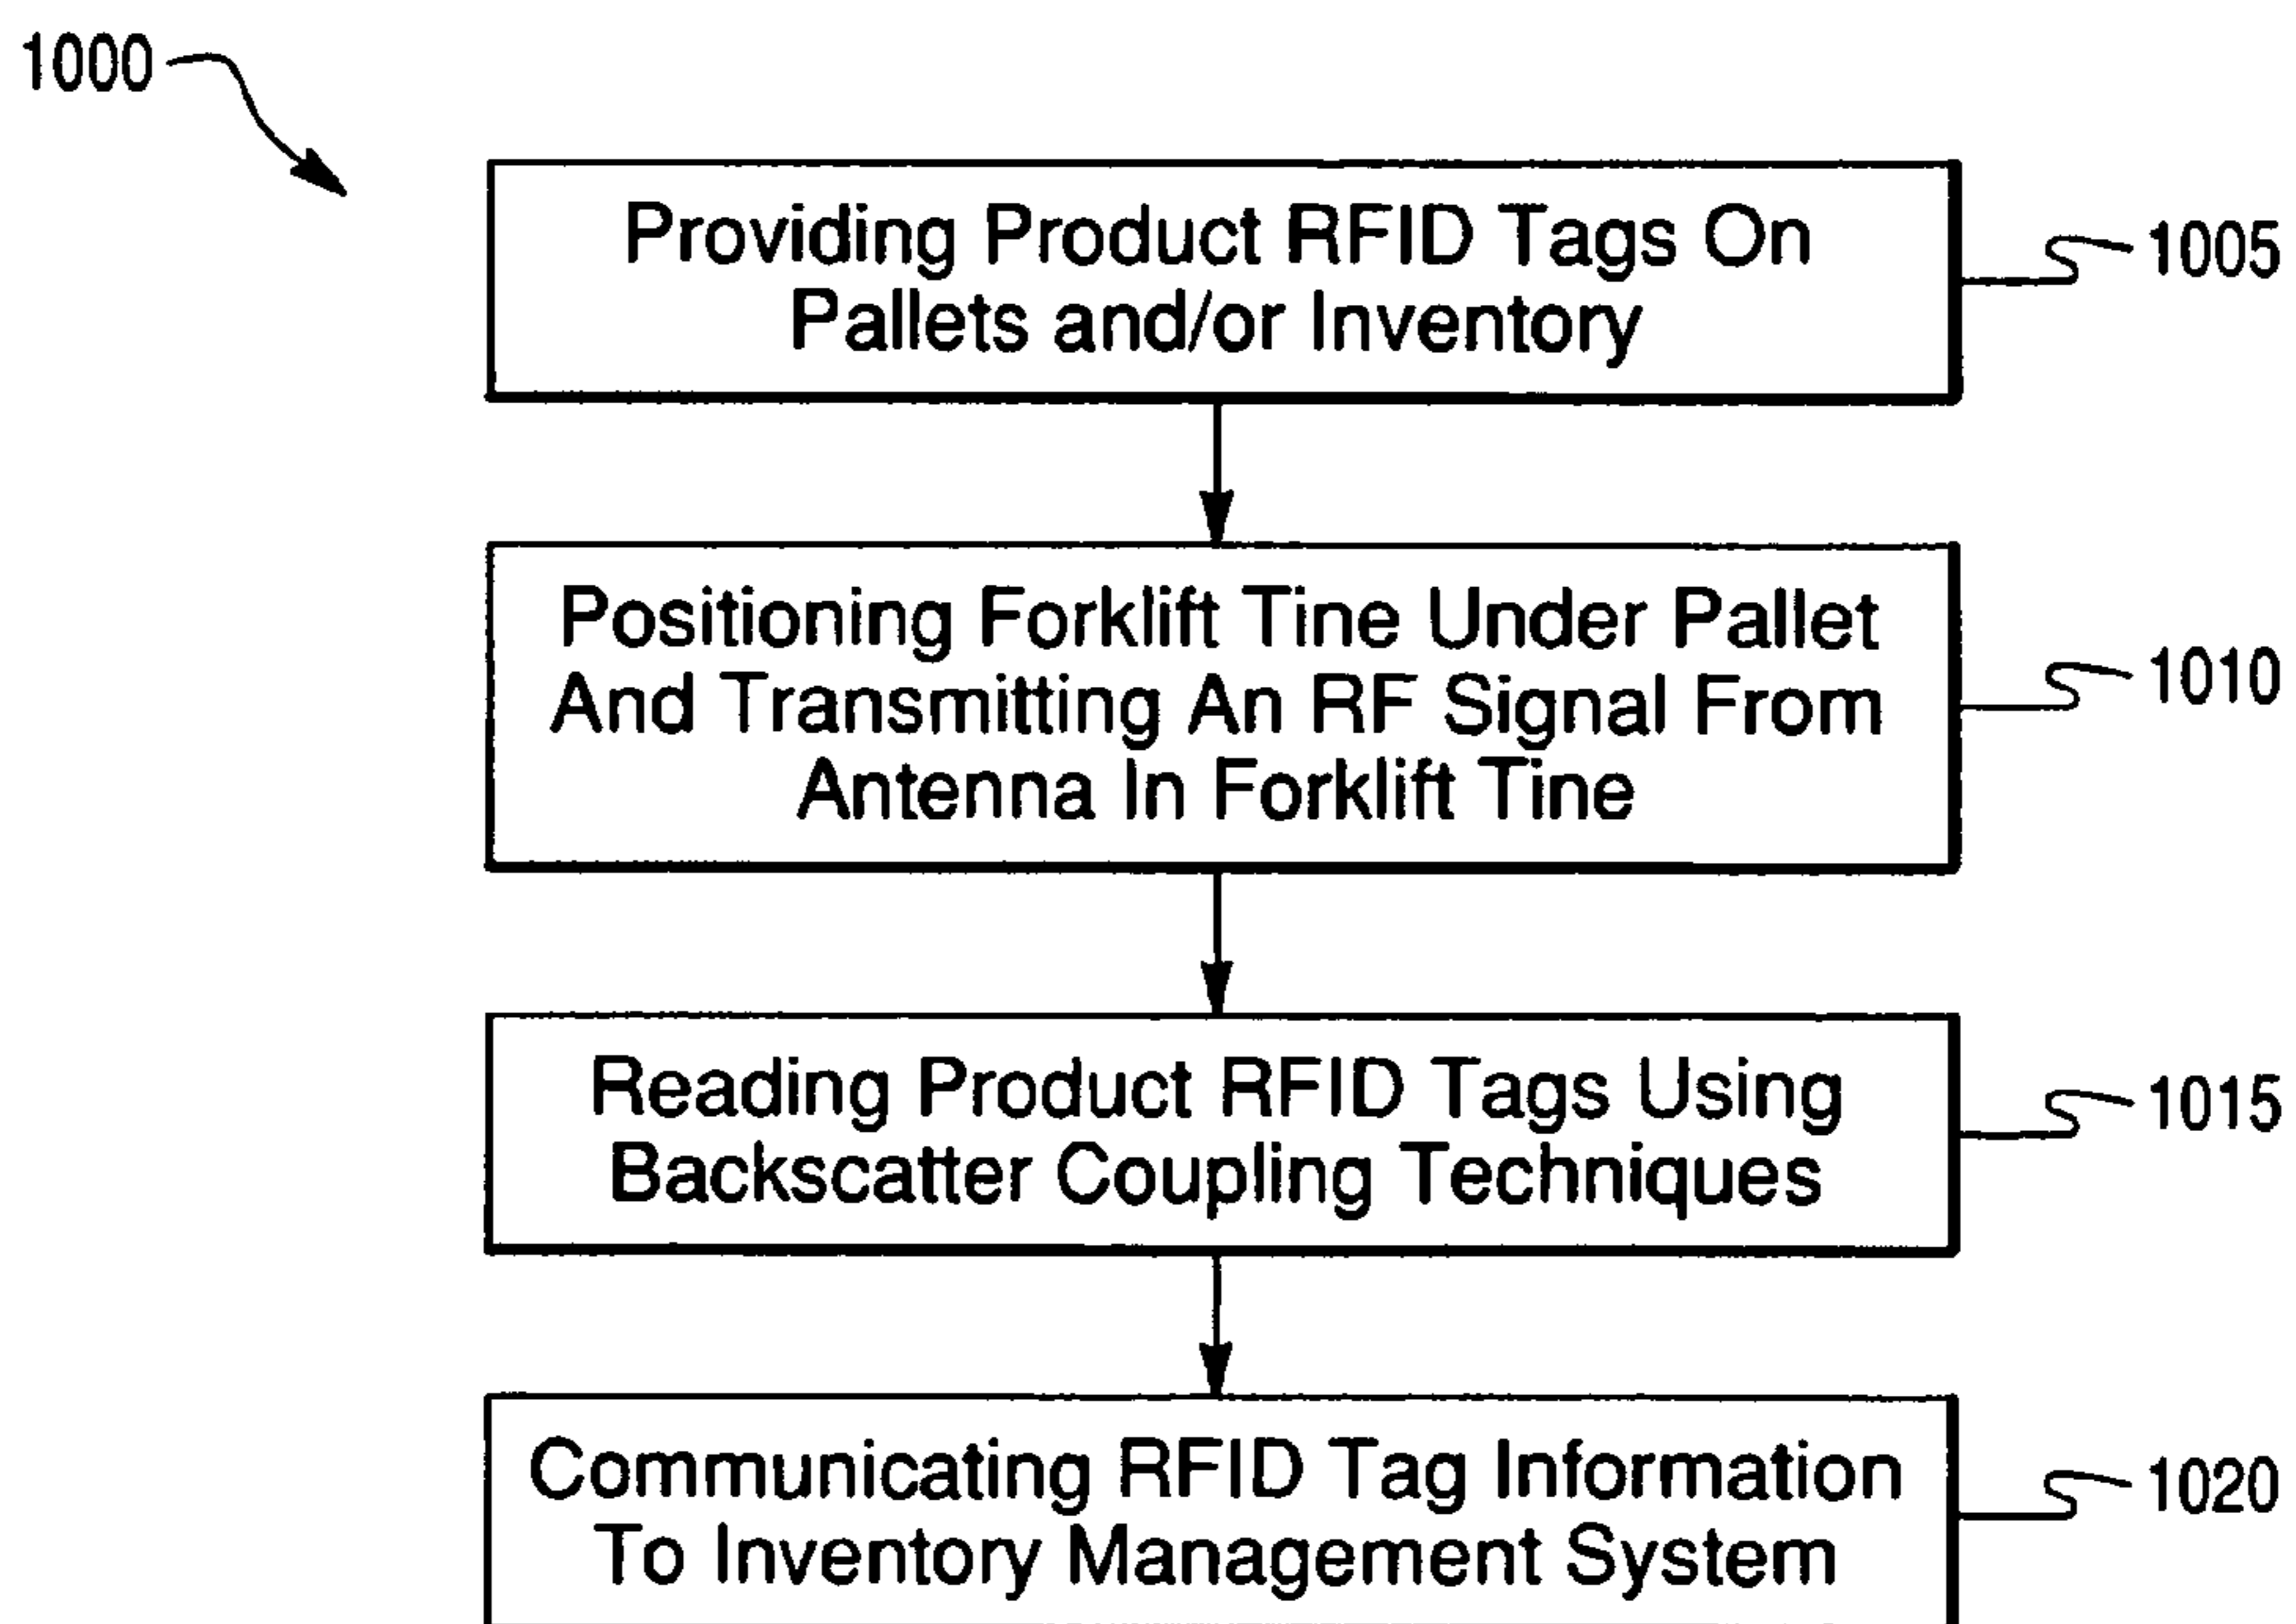 1000
Providing Product RFID Tags On
Pallets and/or Inventory
1005
Positioning Forklift Tine Under Pallet
And Transmitting An RF Signal From
Antenna In Forklift Tine
1010
Reading Product RFID Tags Using
Backscatter Coupling Techniques
1015
Communicating RFID Tag Information
To Inventory Management System
1020